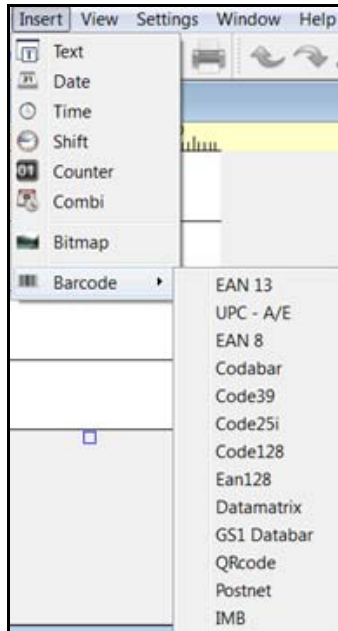 Insert View Settings Window Help
Text
Date
Time
Shift
Counter
Combi
Bitmap
Barcode
EAN 13
UPC - A/E
EAN 8
Codabar
Code39
Code25i
Code128
Ean128
Datamatrix
GS1 Databar
QRcode
Postnet
IMB